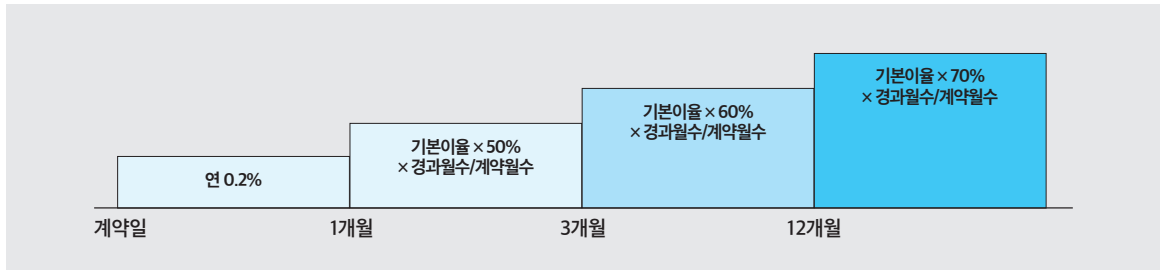 기본이율 × 70%
× 경과월수/계약월수
기본이율 × 60%
× 경과월수/계약월수
기본이율 × 50%
× 경과월수/계약월수
연 0.2%
계약일
1개월
3개월
12개월